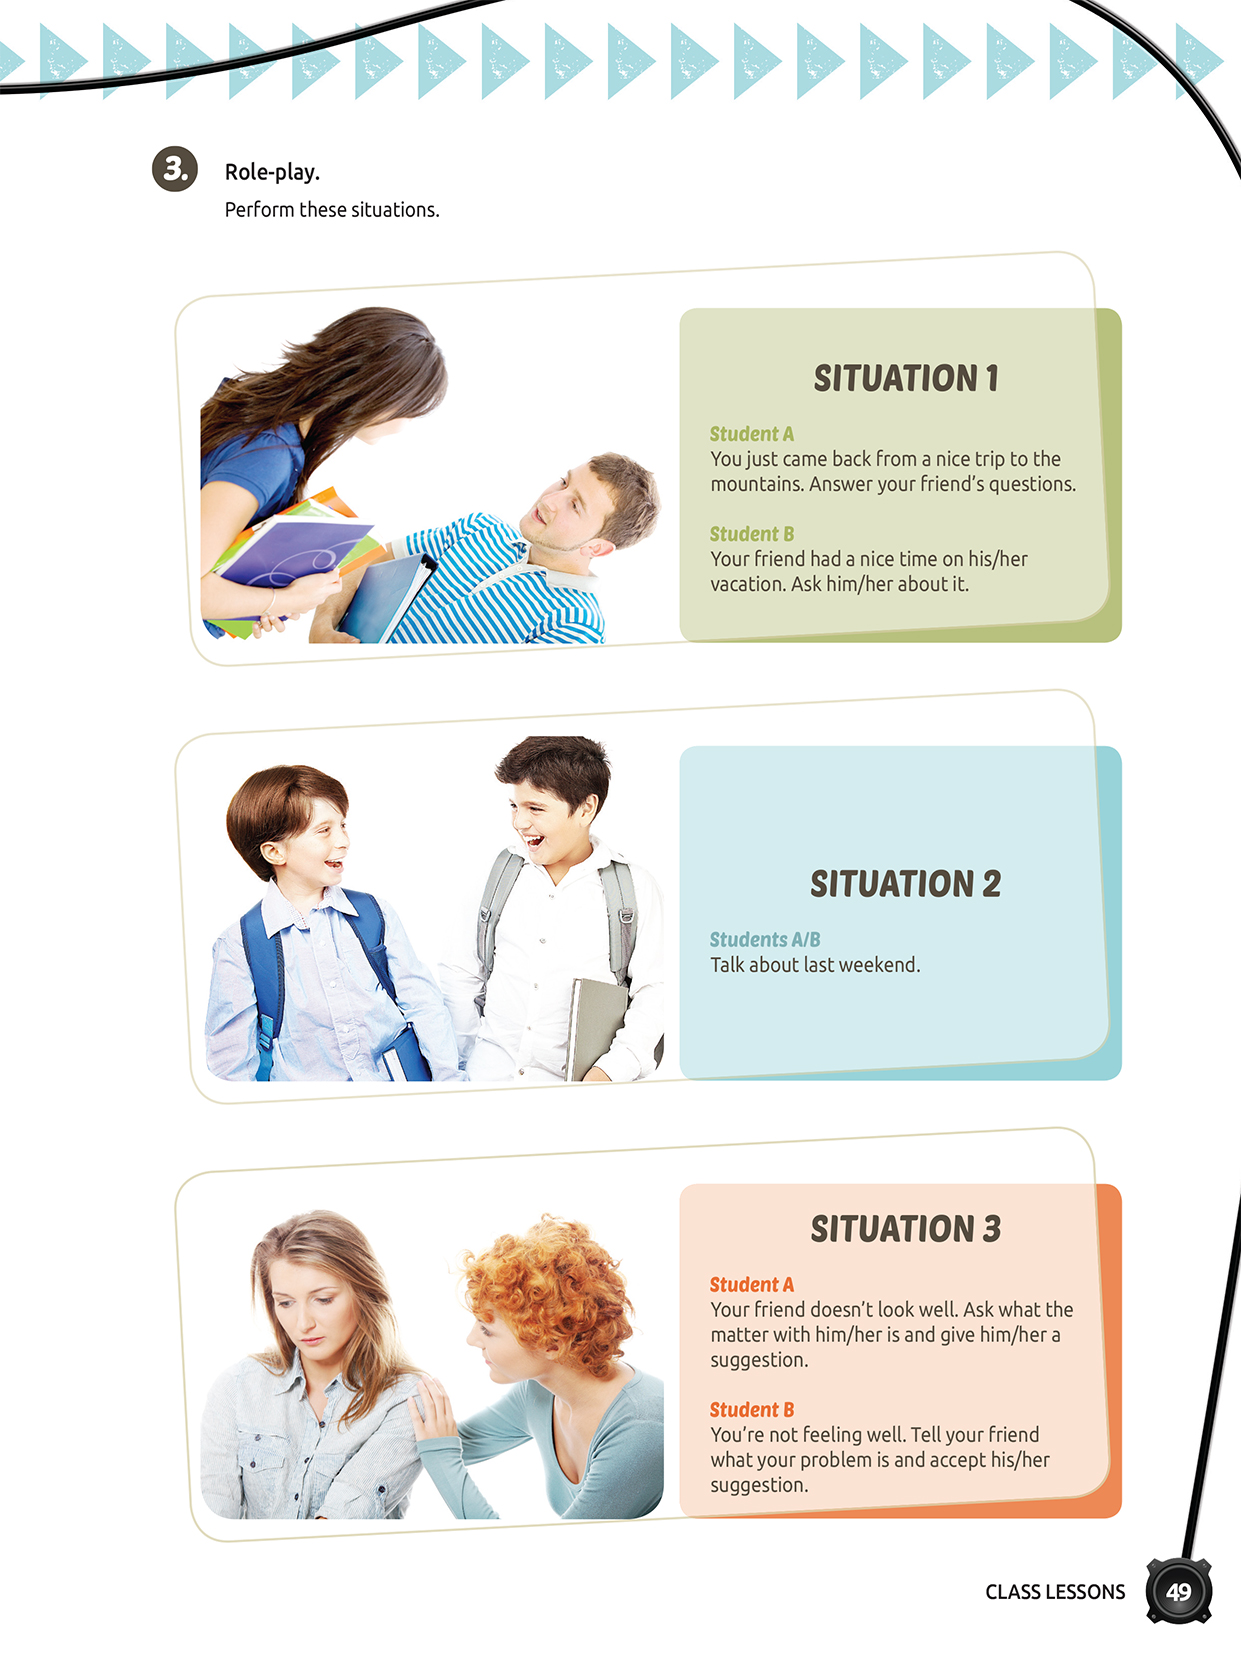 3.
Role-play.
Perform these situations.
SITUATION 1
Student A
You just came back from a nice trip to the
mountains. Answer your friend's questions.
Student B
Your friend had a nice time on his/her
vacation. Ask him/her about it.
SITUATION 2
Students A/B
Talk about last weekend.
SITUATION 3
Student A
Your friend doesn't look well. Ask what the
matter with him/her is and give him/her a
suggestion.
Student B
You're not feeling well. Tell your friend
what your problem is and accept his/her
suggestion.
CLASS LESSONS
49